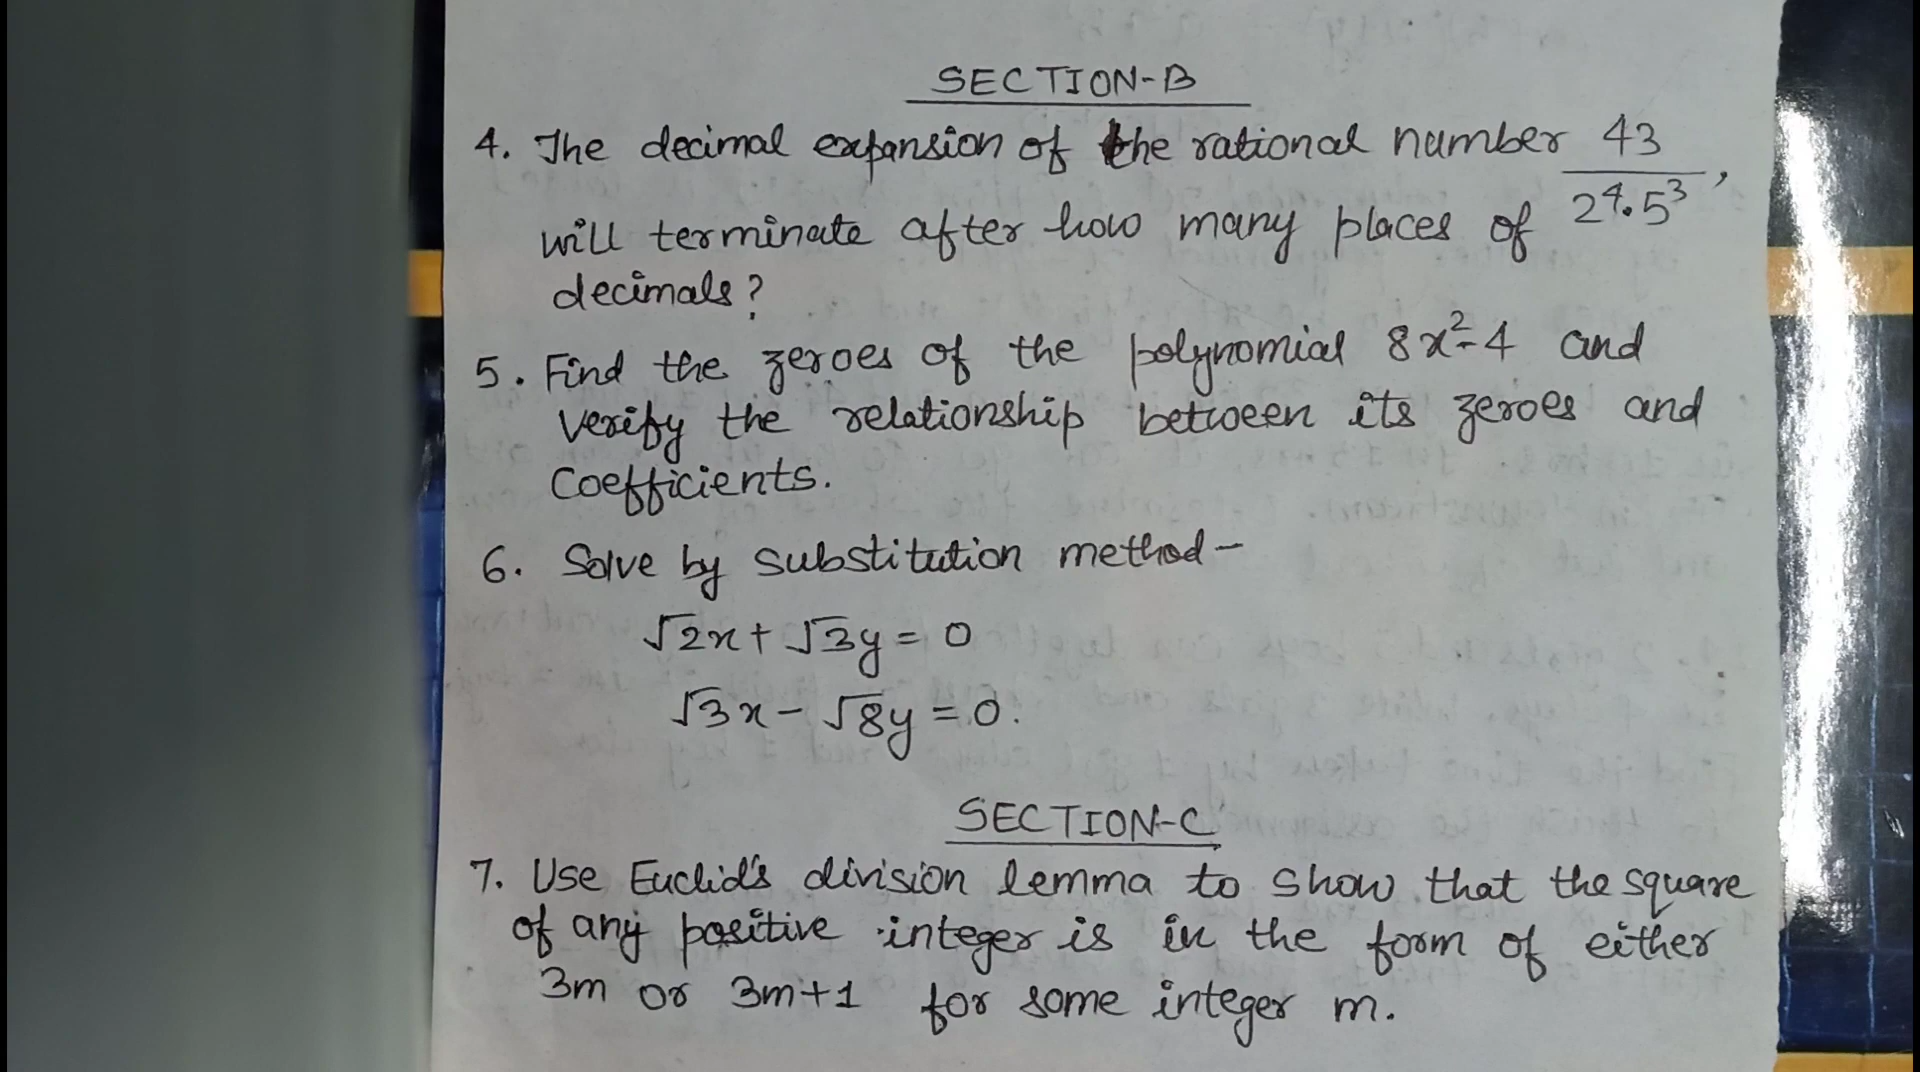 SECTION-B
4. The decimal expansion of the rational number 43/2⁴.5³,
will terminate after how many places of
decimals?
5. Find the zeroes of the polynomial 8x²-4 and
verify the relationship between its zeroes and
coefficients.
6. Solve by substitution method-
√2x+√3y=0
√3x-√8y=0.
SECTION-C
7. Use Euclid's division lemma to show that the square
of any positive integer is in the form of either
3m or 3m+1 for some integer m.